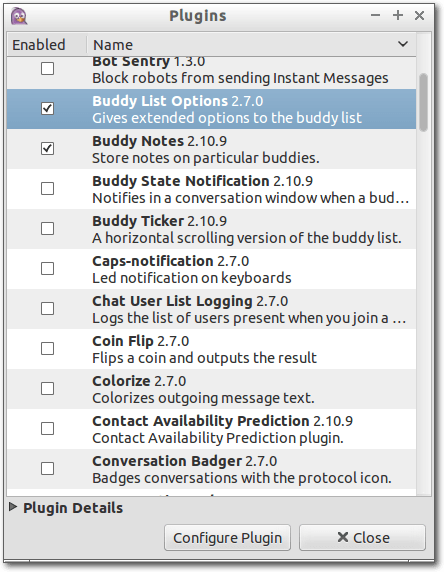 Plugins
Enabled Name
Bot Sentry 1.3.0
Block robots from sending Instant Messages
Buddy List Options 2.7.0
Gives extended options to the buddy list
Buddy Notes 2.10.9
Store notes on particular buddies.
Buddy State Notification 2.10.9
Notifies in a conversation window when a bud...
Buddy Ticker 2.10.9
A horizontal scrolling version of the buddy list.
Caps-notification 2.7.0
Led notification on keyboards
Chat User List Logging 2.7.0
Logs the list of users present when you join a ...
Coin Flip 2.7.0
Flips a coin and outputs the result
Colorize 2.7.0
Colorizes outgoing message text.
Contact Availability Prediction 2.10.9
Contact Availability Prediction plugin.
Conversation Badger 2.7.0
Badges conversations with the protocol icon.
Plugin Details
Configure Plugin Close